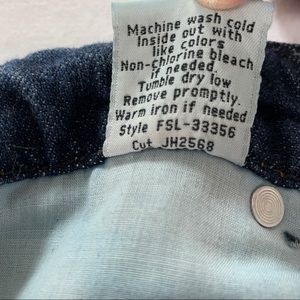 Machine wash cold
Inside out with
like colors
Non-chlorine bleach
if needed.
Tumble dry low
Remove promptly.
Warm iron if needed
Style FSL-33356
Cut JH2568